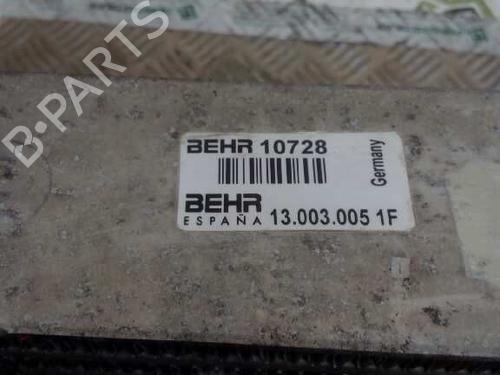 BEHR 10728
Germany
BEHR
ESPAÑA 13.003.005 1F
B-PARTS